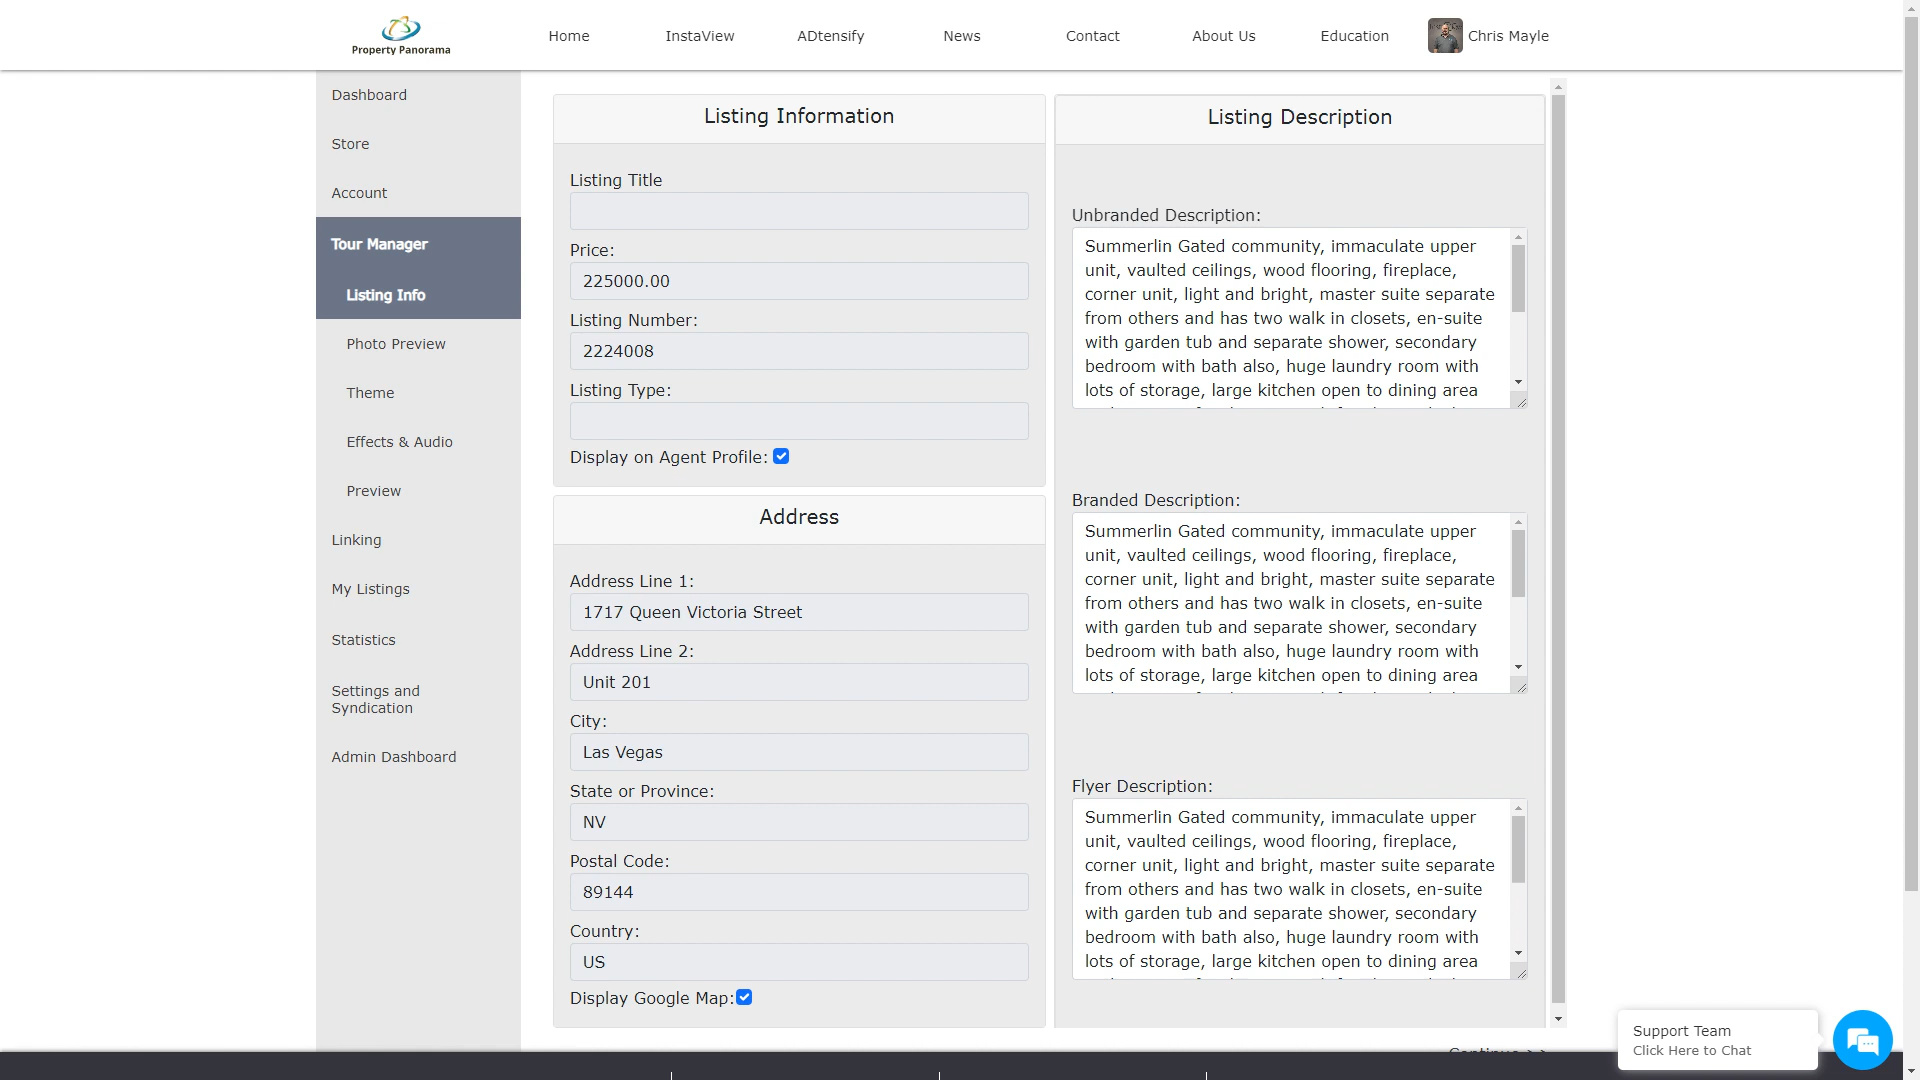 Property Panorama
Home
InstaView
ADtensify
News
Contact
About Us
Education
Chris Mayle
Dashboard
Store
Account
Tour Manager
Listing Info
Photo Preview
Theme
Effects & Audio
Preview
Linking
My Listings
Statistics
Settings and
Syndication
Admin Dashboard
Listing Information
Listing Title
Price:
225000.00
Listing Number:
2224008
Listing Type:
Display on Agent Profile:
Address
Address Line 1:
1717 Queen Victoria Street
Address Line 2:
Unit 201
City:
Las Vegas
State or Province:
NV
Postal Code:
89144
Country:
US
Display Google Map:
Listing Description
Unbranded Description:
Summerlin Gated community, immaculate upper
unit, vaulted ceilings, wood flooring, fireplace,
corner unit, light and bright, master suite separate
from others and has two walk in closets, en-suite
with garden tub and separate shower, secondary
bedroom with bath also, huge laundry room with
lots of storage, large kitchen open to dining area
Branded Description:
Summerlin Gated community, immaculate upper
unit, vaulted ceilings, wood flooring, fireplace,
corner unit, light and bright, master suite separate
from others and has two walk in closets, en-suite
with garden tub and separate shower, secondary
bedroom with bath also, huge laundry room with
lots of storage, large kitchen open to dining area
Flyer Description:
Summerlin Gated community, immaculate upper
unit, vaulted ceilings, wood flooring, fireplace,
corner unit, light and bright, master suite separate
from others and has two walk in closets, en-suite
with garden tub and separate shower, secondary
bedroom with bath also, huge laundry room with
lots of storage, large kitchen open to dining area
Continue >>
Support Team
Click Here to Chat